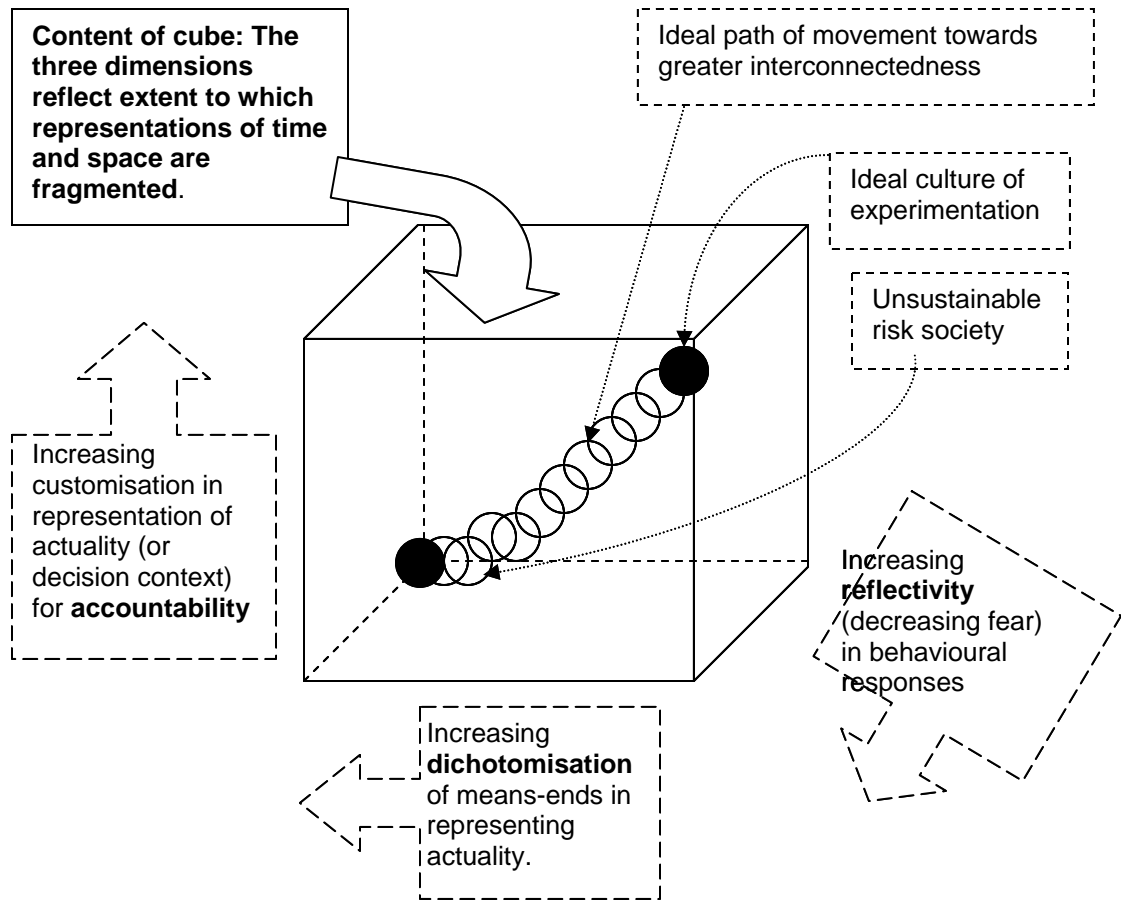 Content of cube: The
three dimensions
reflect extent to which
representations of time
and space are
fragmented.
Ideal path of movement towards
greater interconnectedness
Ideal culture of
experimentation
Unsustainable
risk society
Increasing
customisation in
representation of
actuality (or
decision context)
for accountability
Increasing
reflectivity
(decreasing fear)
in behavioural
responses
Increasing
dichotomisation
of means-ends in
representing
actuality.